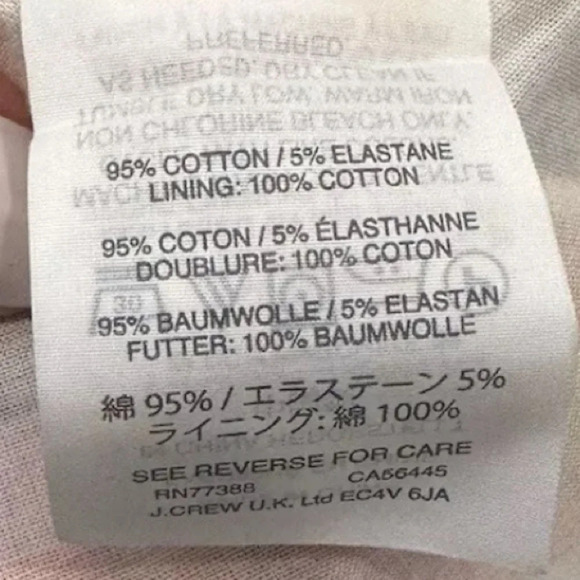 95% COTTON / 5% ELASTANE
LINING: 100% COTTON
95% COTON / 5% ÉLASTHANNE
DOUBLURE: 100% COTON
95% BAUMWOLLE / 5% ELASTAN
FUTTER: 100% BAUMWOLLE
綿 95% / エラステーン 5%
ライニング: 綿 100%
SEE REVERSE FOR CARE
RN77388 CA56445
J.CREW U.K. Ltd EC4V 6JA